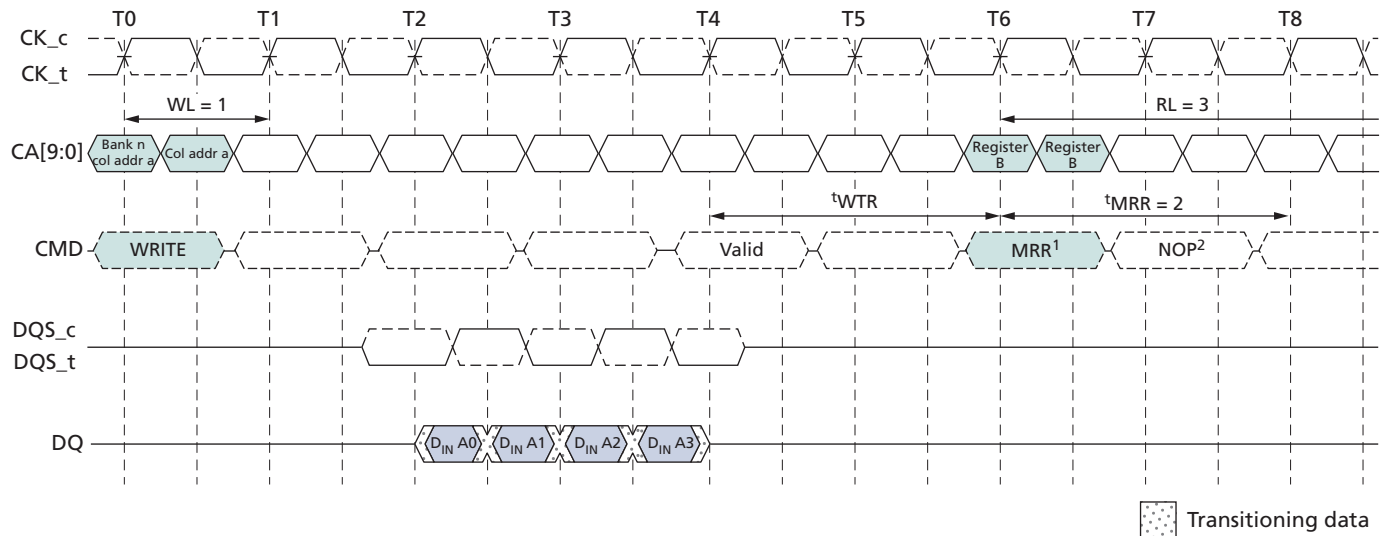 T0 T1 T2 T3 T4 T5 T6 T7 T8
CK_c
CK_t
WL = 1
RL = 3
CA[9:0]
Bank n
col addr a
Col addr a
Register
B
Register
B
tWTR
tMRR = 2
CMD
WRITE
Valid
MRR1
NOP2
DQS_c
DQS_t
DQ
DIN A0
DIN A1
DIN A2
DIN A3
Transitioning data